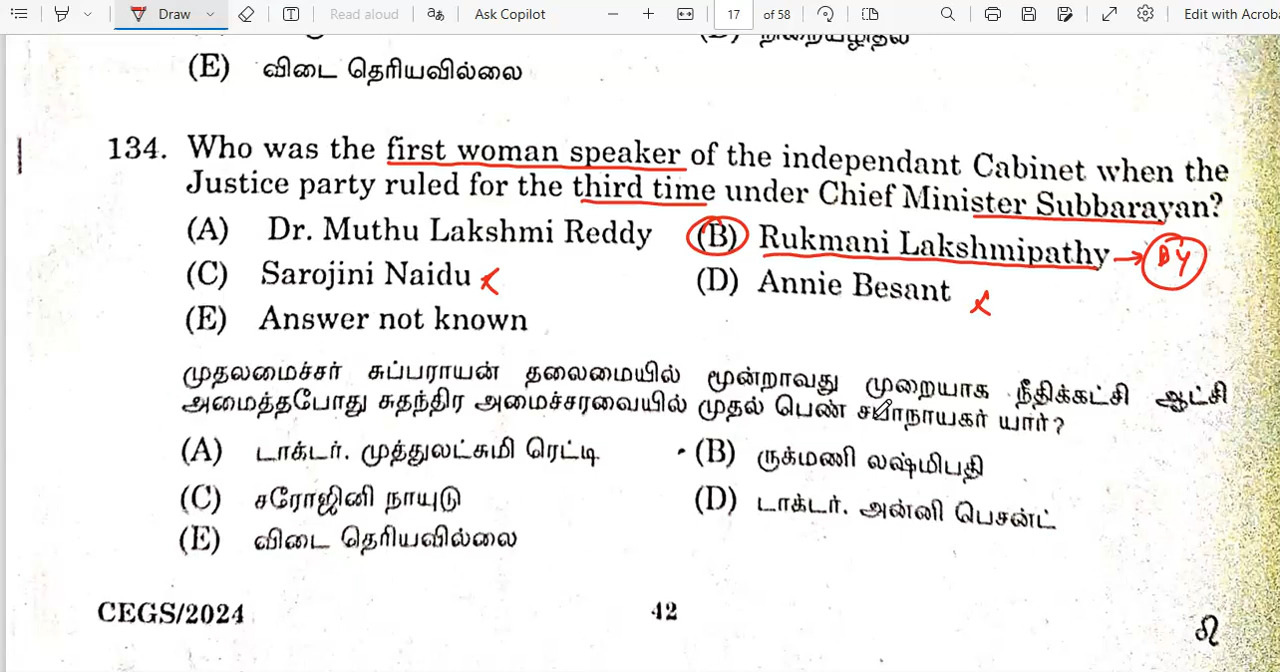 Draw
Read aloud
aあ
Ask Copilot
17 of 58
Edit with Acroba
(E) விடை தெரியவில்லை
134. Who was the first woman speaker of the independant Cabinet when the
Justice party ruled for the third time under Chief Minister Subbarayan?
(A) Dr. Muthu Lakshmi Reddy (B) Rukmani Lakshmipathy → BY
(C) Sarojini Naidu (D) Annie Besant
(E) Answer not known
முதலமைச்சர் சுப்பராயன் தலைமையில் மூன்றாவது முறையாக நீதிக்கட்சி ஆட்சி
அமைத்தபோது சுதந்திர அமைச்சரவையில் முதல் பெண் சபாநாயகர் யார்?
(A) டாக்டர். முத்துலட்சுமி ரெட்டி (B) ருக்மணி லஷ்மிபதி
(C) சரோஜினி நாயுடு (D) டாக்டர். அன்னி பெசன்ட்
(E) விடை தெரியவில்லை
CEGS/2024 42